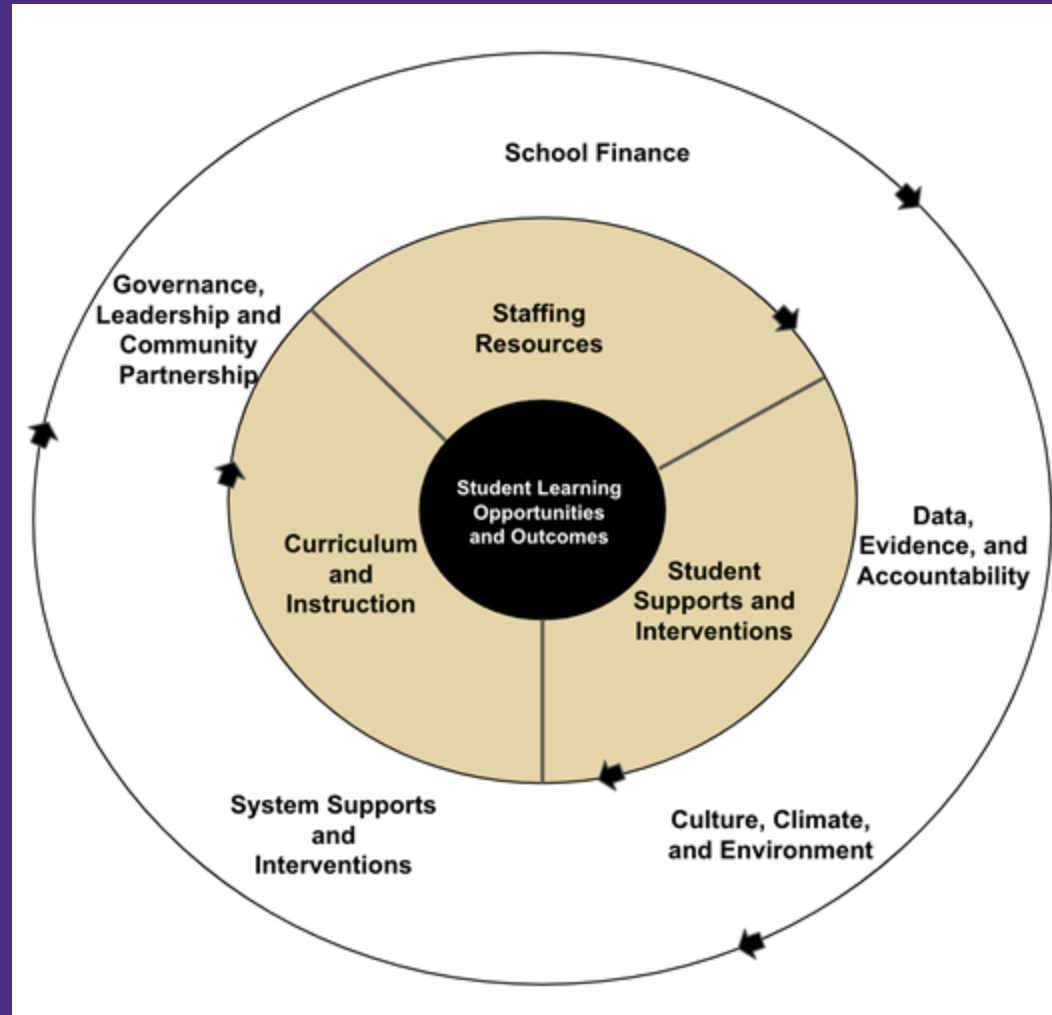 School Finance
Governance,
Leadership and
Community
Partnership
Staffing
Resources
Student Learning
Opportunities
and Outcomes
Curriculum
and
Instruction
Student
Supports and
Interventions
Data,
Evidence, and
Accountability
System Supports
and
Interventions
Culture, Climate,
and Environment